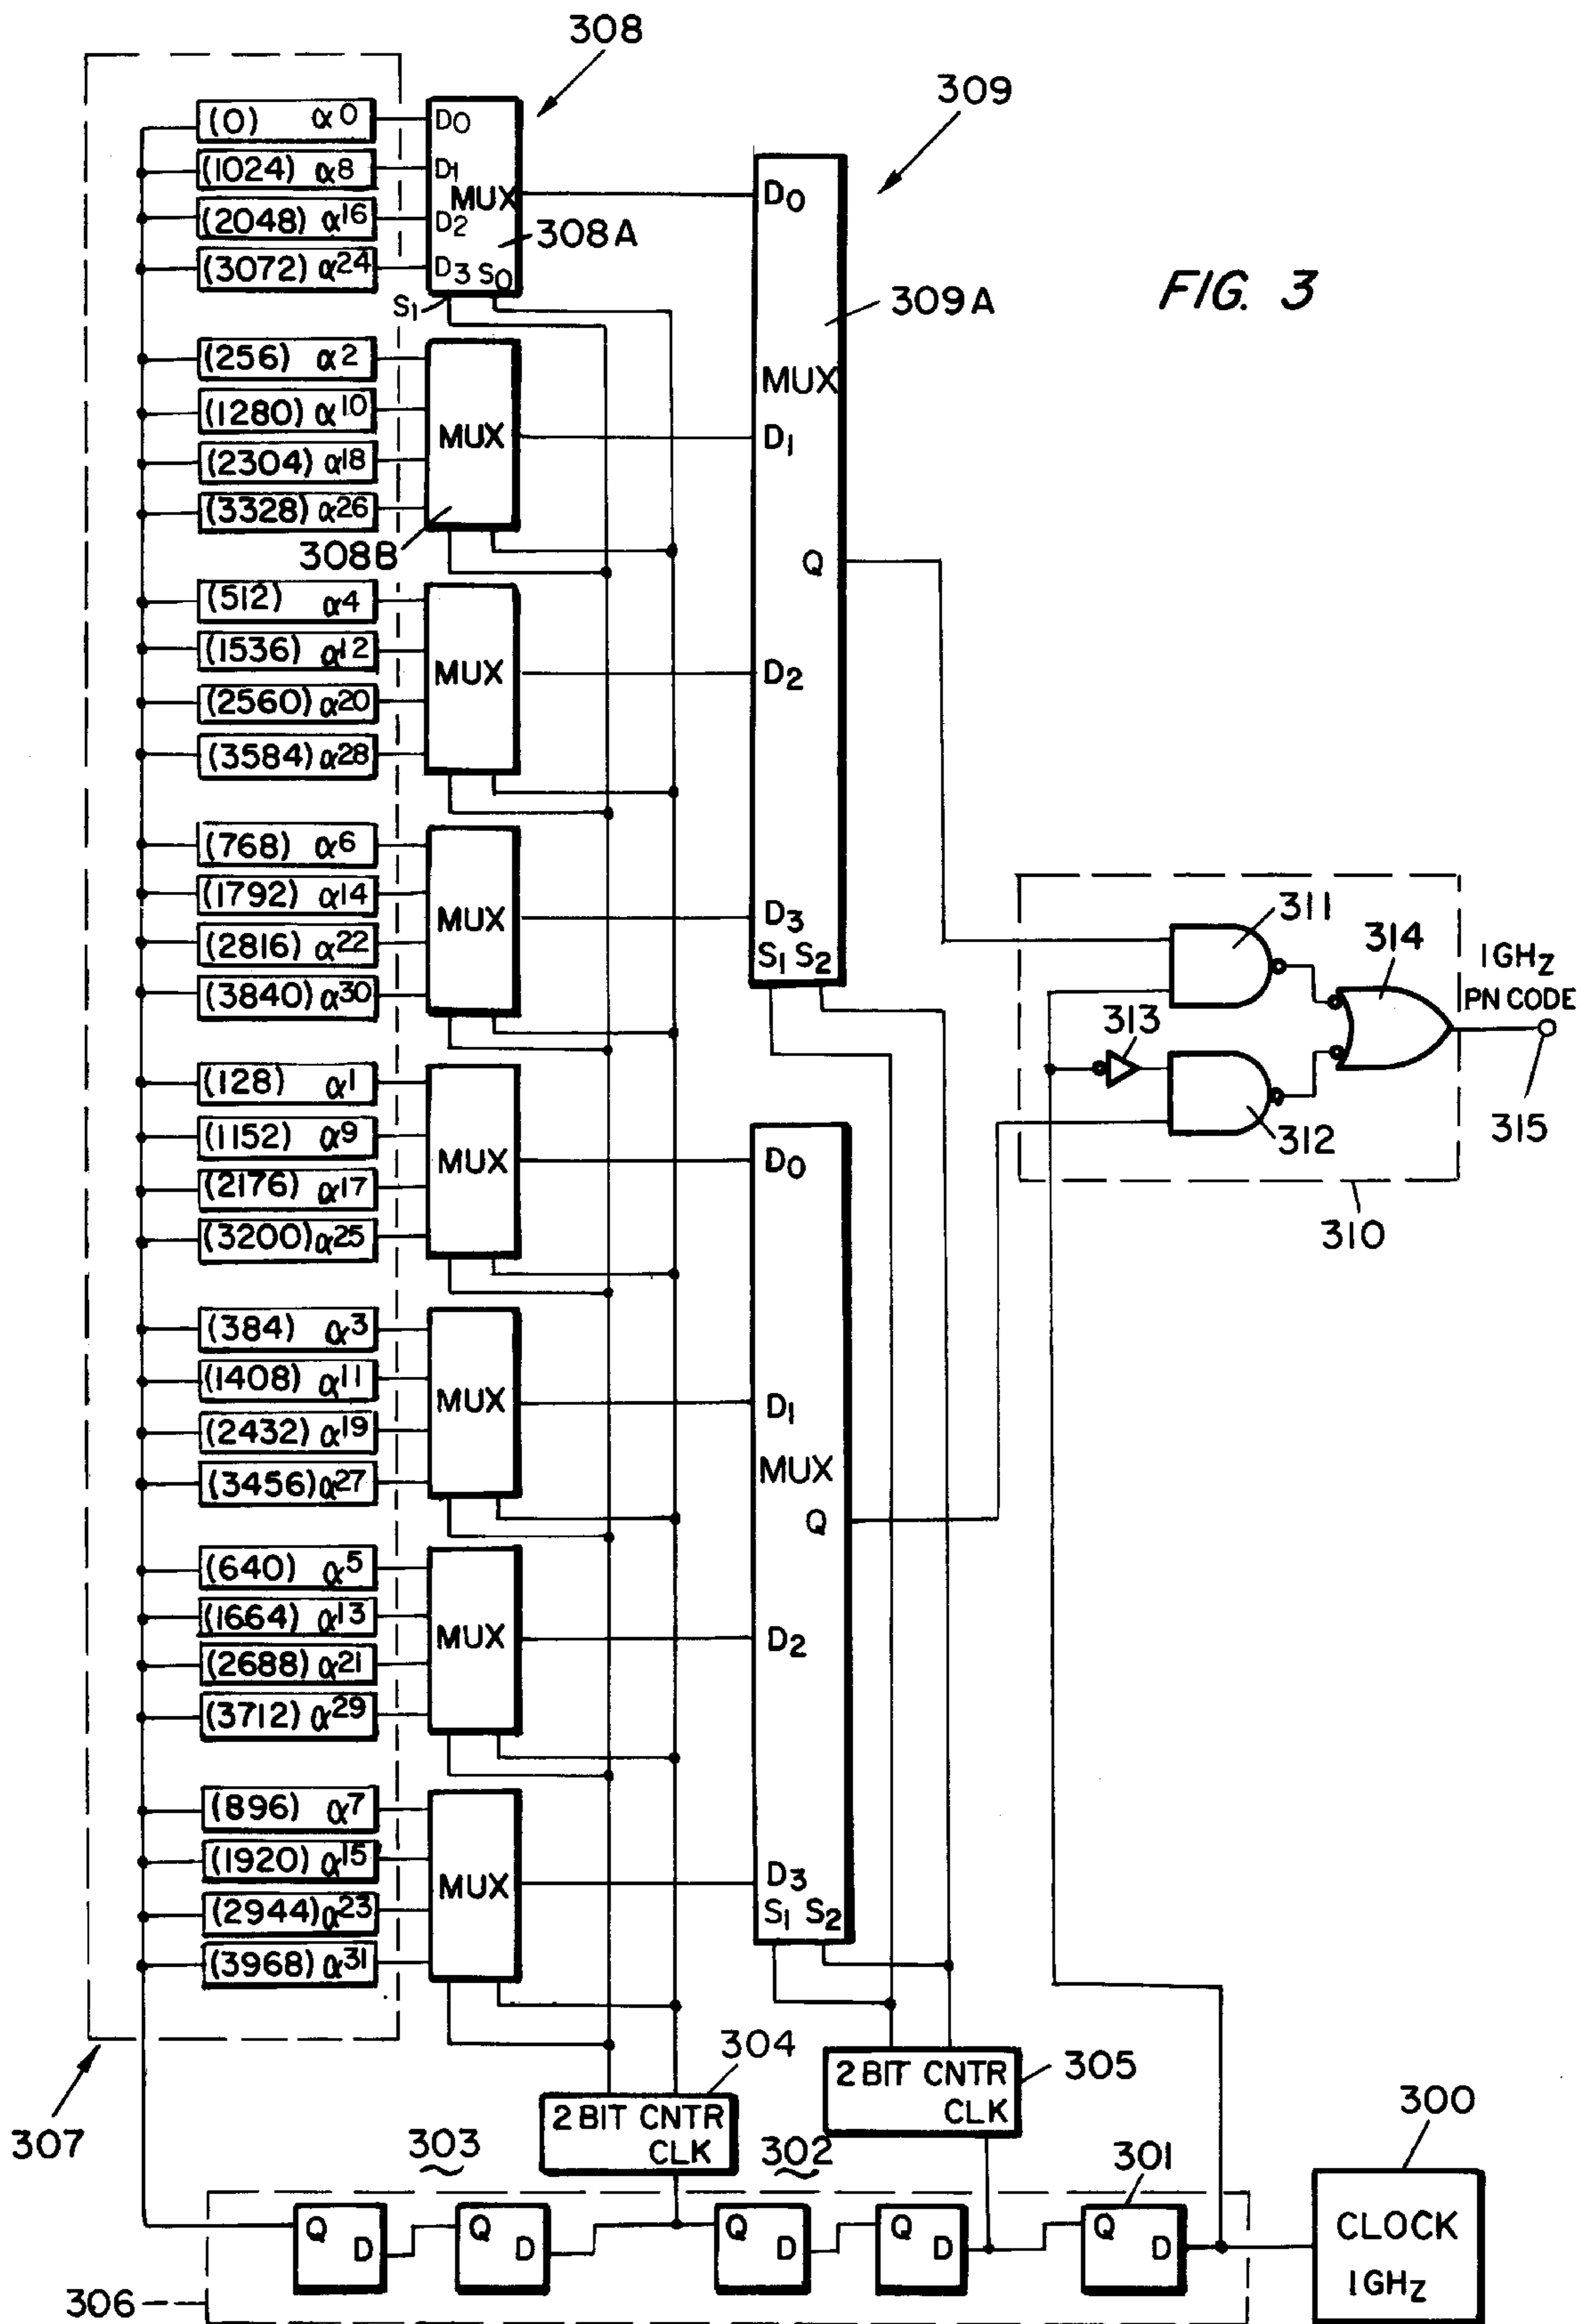 308
309
FIG. 3
(0) α0
(1024) α8
(2048) α16
(3072) α24
D0
D1
MUX
D2
308A
D3 S0
S1
D0
309A
MUX
(256) α2
(1280) α10
(2304) α18
(3328) α26
MUX
308B
D1
Q
(512) α4
(1536) α12
(2560) α20
(3584) α28
MUX
D2
(768) α6
(1792) α14
(2816) α22
(3840) α30
MUX
D3
S1 S2
311
314
1GHz
PN CODE
313
312
315
310
(128) α1
(1152) α9
(2176) α17
(3200) α25
MUX
D0
(384) α3
(1408) α11
(2432) α19
(3456) α27
MUX
D1
MUX
Q
(640) α5
(1664) α13
(2688) α21
(3712) α29
MUX
D2
(896) α7
(1920) α15
(2944) α23
(3968) α31
MUX
D3
S1 S2
307
304
2 BIT CNTR
CLK
305
2 BIT CNTR
CLK
303
302
301
300
Q
D
Q
D
Q
D
Q
D
Q
D
CLOCK
1GHz
306